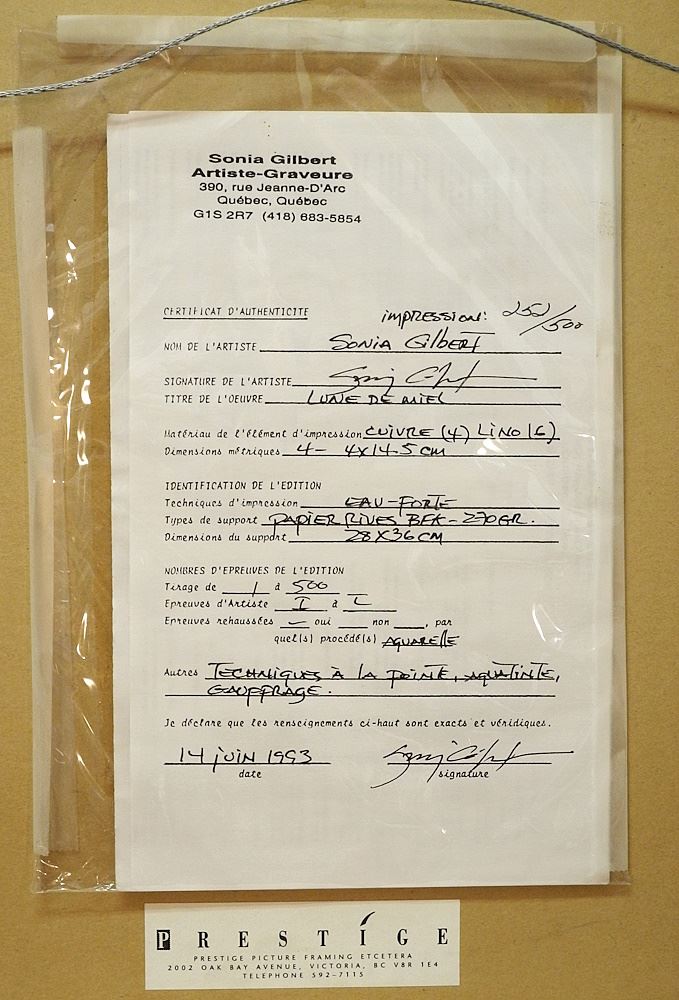 Sonia Gilbert
Artiste-Graveure
390, rue Jeanne-D'Arc
Québec, Québec
G1S 2R7 (418) 683-5854
CERTIFICAT D'AUTHENTICITE
impression: 252/500
NOM DE L'ARTISTE SONIA GILBERT
SIGNATURE DE L'ARTISTE
TITRE DE L'OEUVRE LUNE DE MIEL
Matériau de l'élément d'impression CUIVRE (4) LINO (6)
Dimensions métriques 4- 4x14.5 cm
IDENTIFICATION DE L'EDITION
Techniques d'impression EAU-FORTE
Types de support PAPIER RIVES BFK - 270GR.
Dimensions du support 28X36CM
NOMBRES D'EPREUVES DE L'EDITION
Tirage de 1 à 500
Epreuves d'Artiste I à L
Epreuves rehaussées oui non , par
quel(s) procédé(s) AQUARELLE
Autres TECHNIQUES À LA POINTE, AQUATINTE,
GAUFFRAGE.
Je déclare que les renseignements ci-haut sont exacts et véridiques.
14 juin 1993
date signature
PRESTIGE
PRESTIGE PICTURE FRAMING ETCETERA
2002 OAK BAY AVENUE, VICTORIA, BC V8R 1E4
TELEPHONE 592-7115